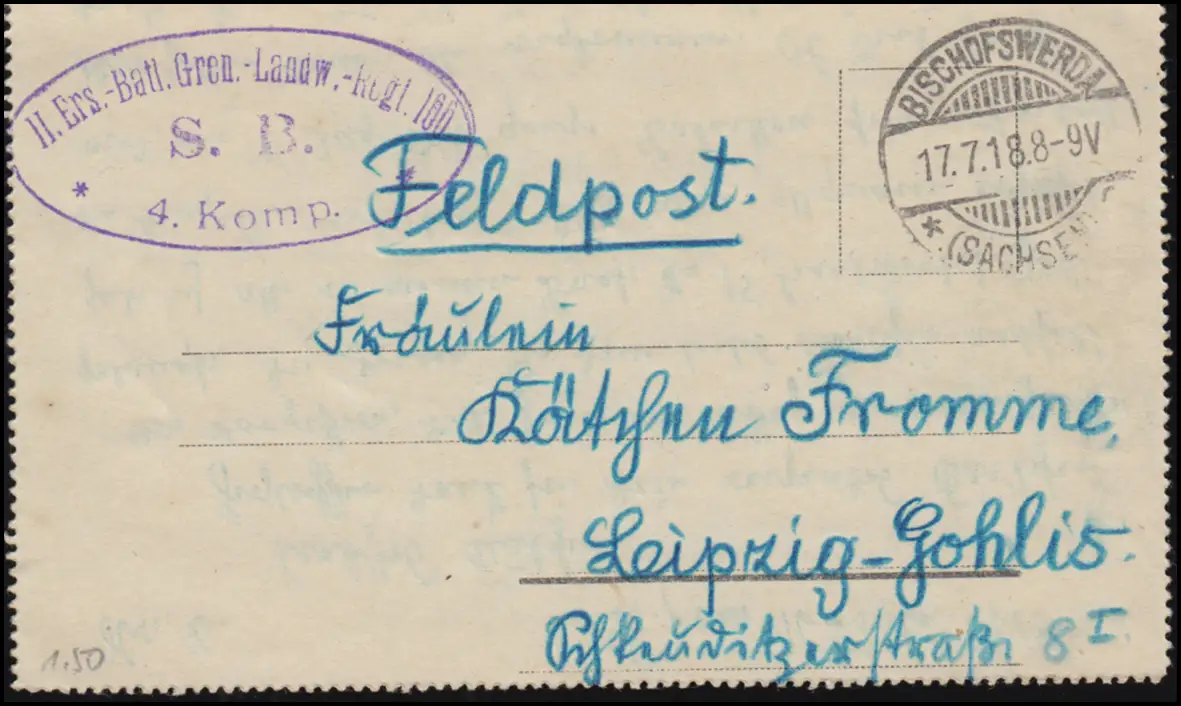 II. Ers.-Batl. Gren.-Landw.-Regt. 100
S. B.
* *
4. Komp.
BISCHOFSWERDA
17.7.18.8-9V
* (SACHSEN)
Feldpost.
Fräulein
Kätchen Fromme,
Leipzig-Gohlis.
Schkeuditzerstraße 8 I.
1.50